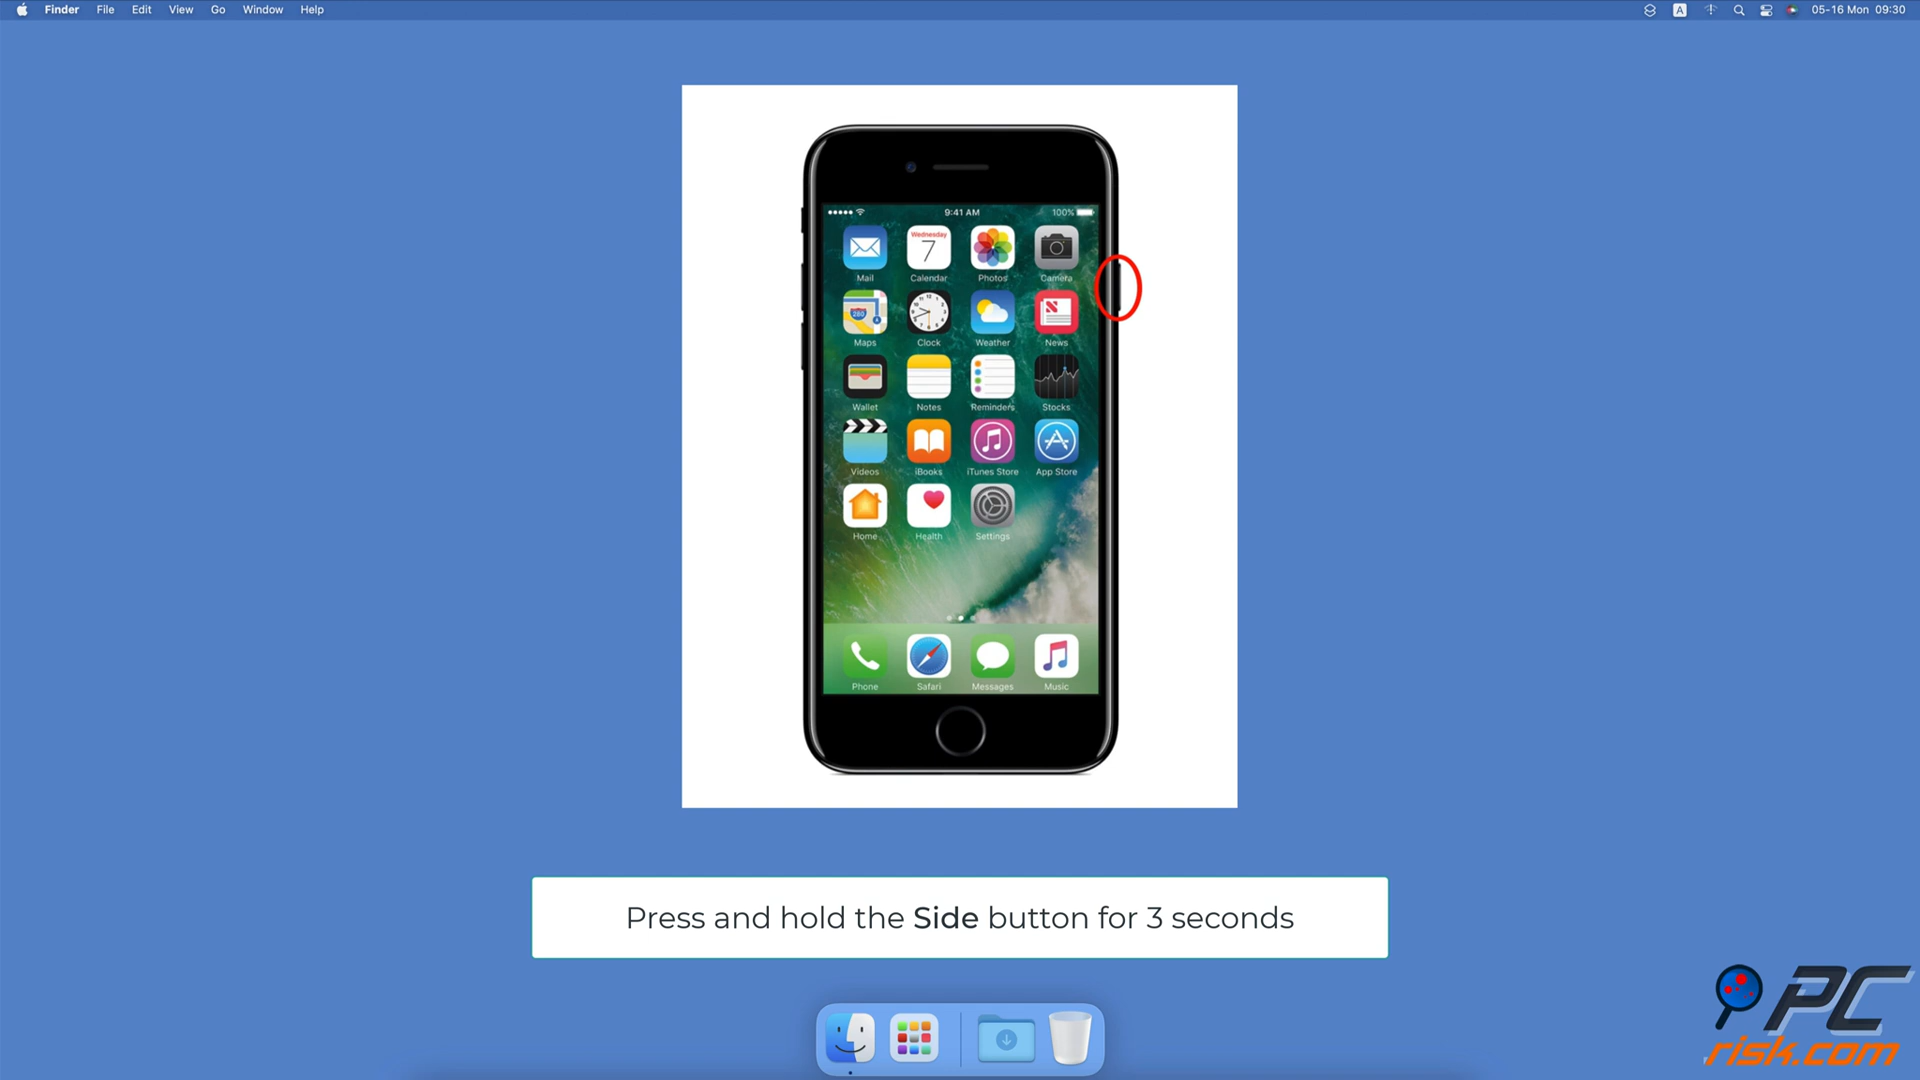 Finder File Edit View Go Window Help
A 05-16 Mon 09:30
9:41 AM 100%
Wednesday
7
Mail Calendar Photos Camera
280
Maps Clock Weather News
Wallet Notes Reminders Stocks
Videos iBooks iTunes Store App Store
Home Health Settings
Phone Safari Messages Music
Press and hold the Side button for 3 seconds
PC
risk.com